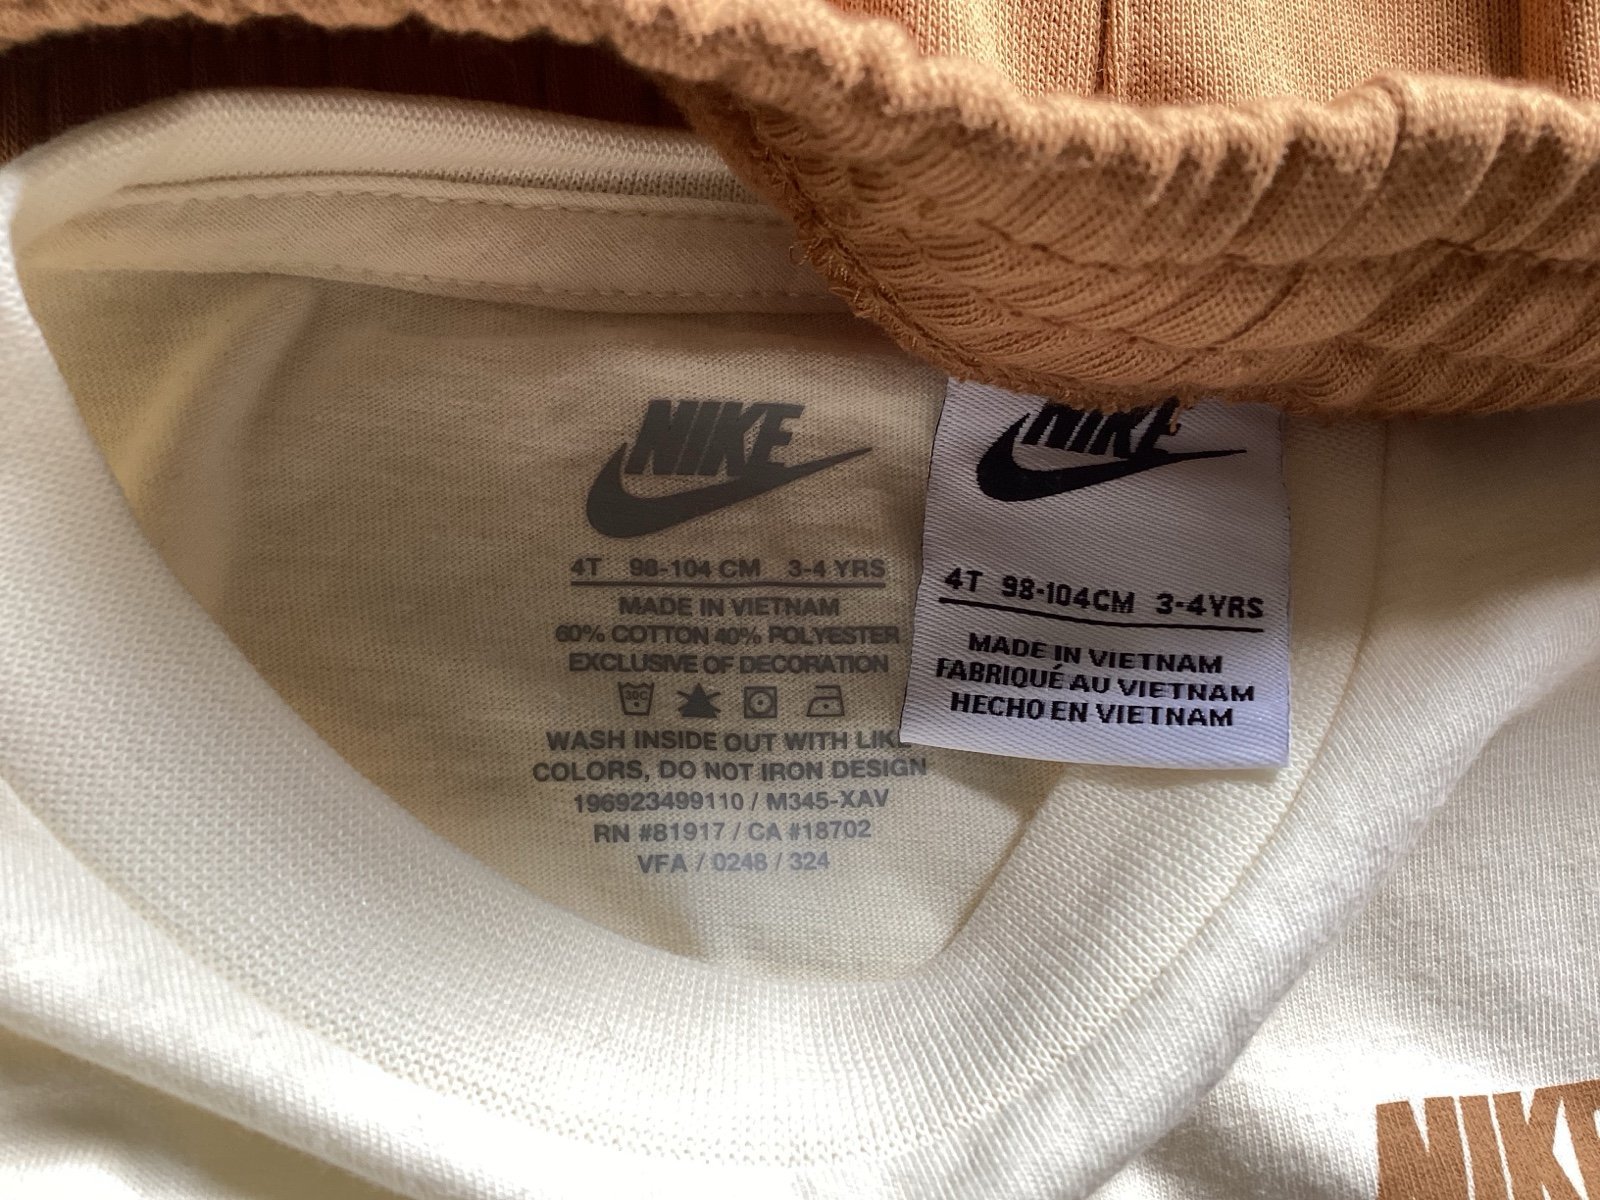 NIKE
4T 98-104 CM 3-4 YRS
MADE IN VIETNAM
60% COTTON 40% POLYESTER
EXCLUSIVE OF DECORATION
30C
WASH INSIDE OUT WITH LIKE
COLORS, DO NOT IRON DESIGN
196923499110 / M345-XAV
RN #81917 / CA #18702
VFA / 0248 / 324
NIKE
4T 98-104CM 3-4YRS
MADE IN VIETNAM
FABRIQUÉ AU VIETNAM
HECHO EN VIETNAM
NIKE